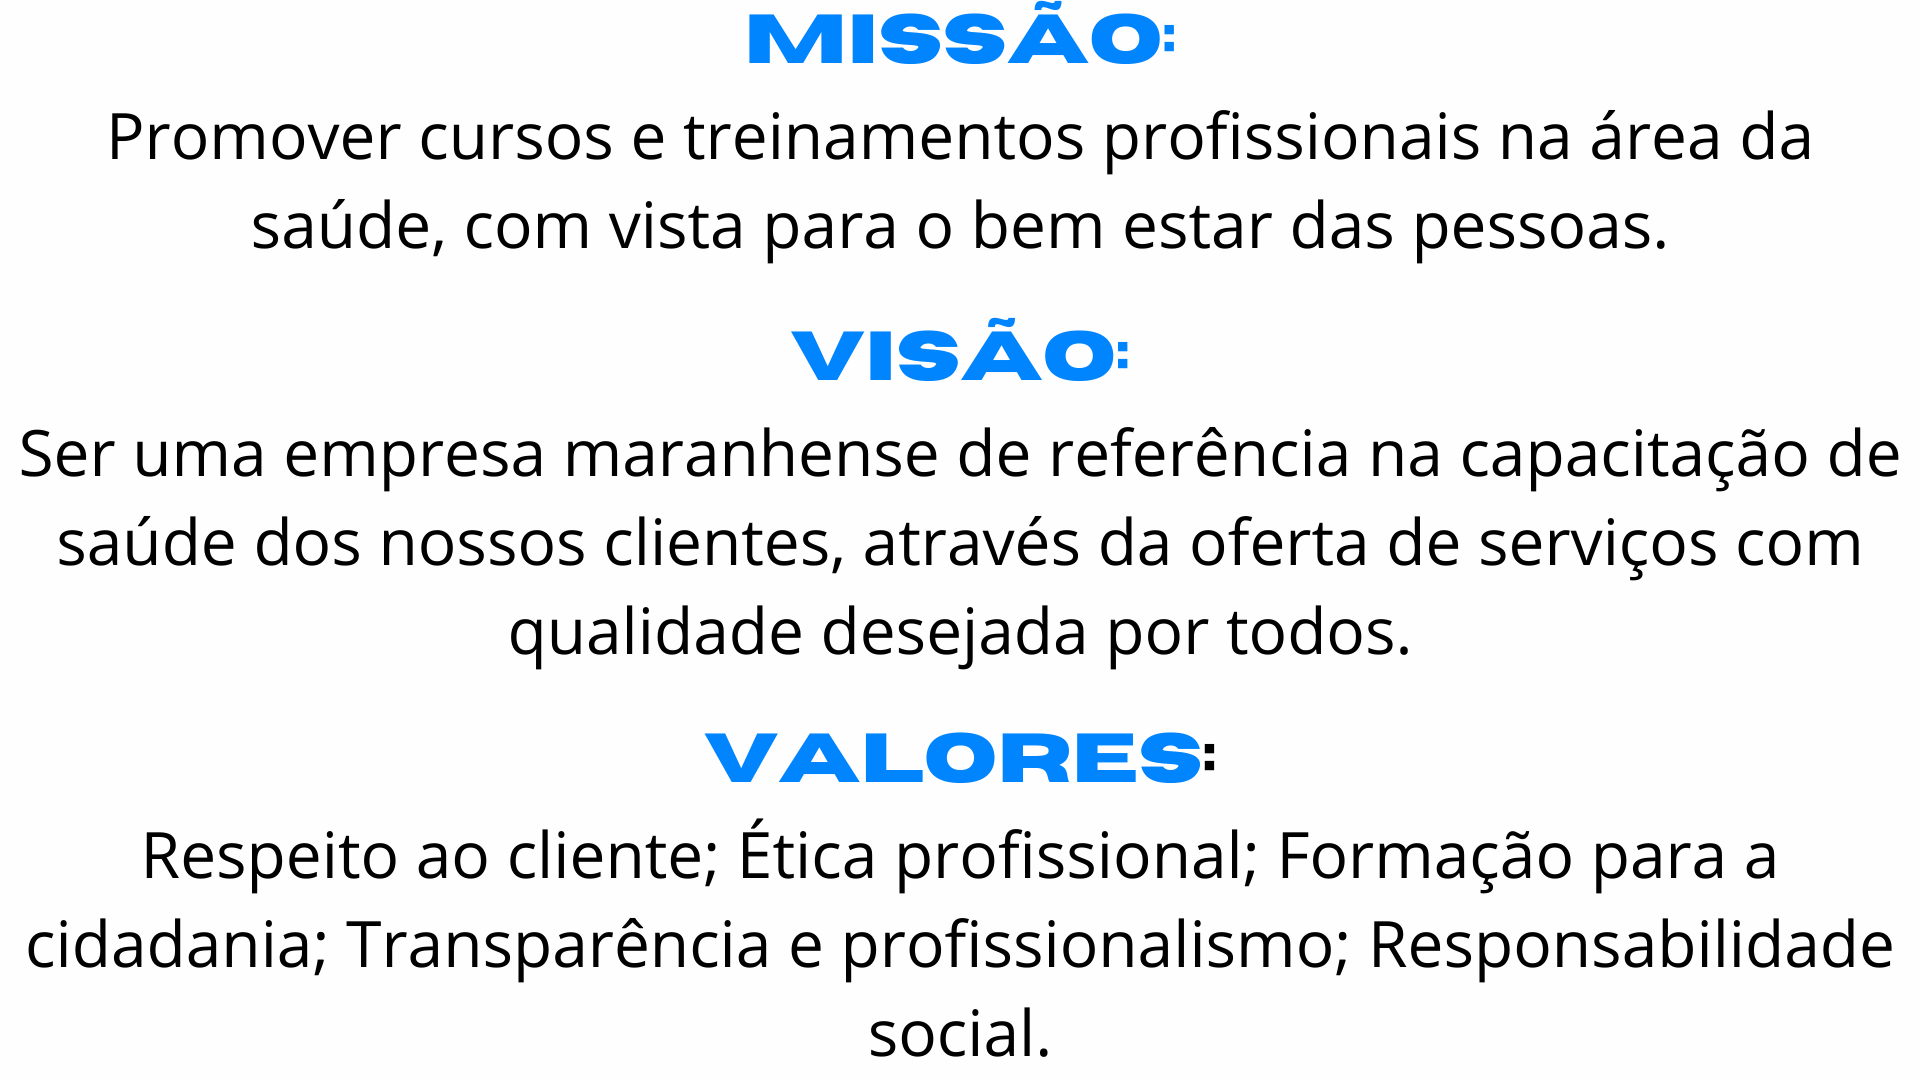 MISSÃO:
Promover cursos e treinamentos profissionais na área da
saúde, com vista para o bem estar das pessoas.
VISÃO:
Ser uma empresa maranhense de referência na capacitação de
saúde dos nossos clientes, através da oferta de serviços com
qualidade desejada por todos.
VALORES:
Respeito ao cliente; Ética profissional; Formação para a
cidadania; Transparência e profissionalismo; Responsabilidade
social.